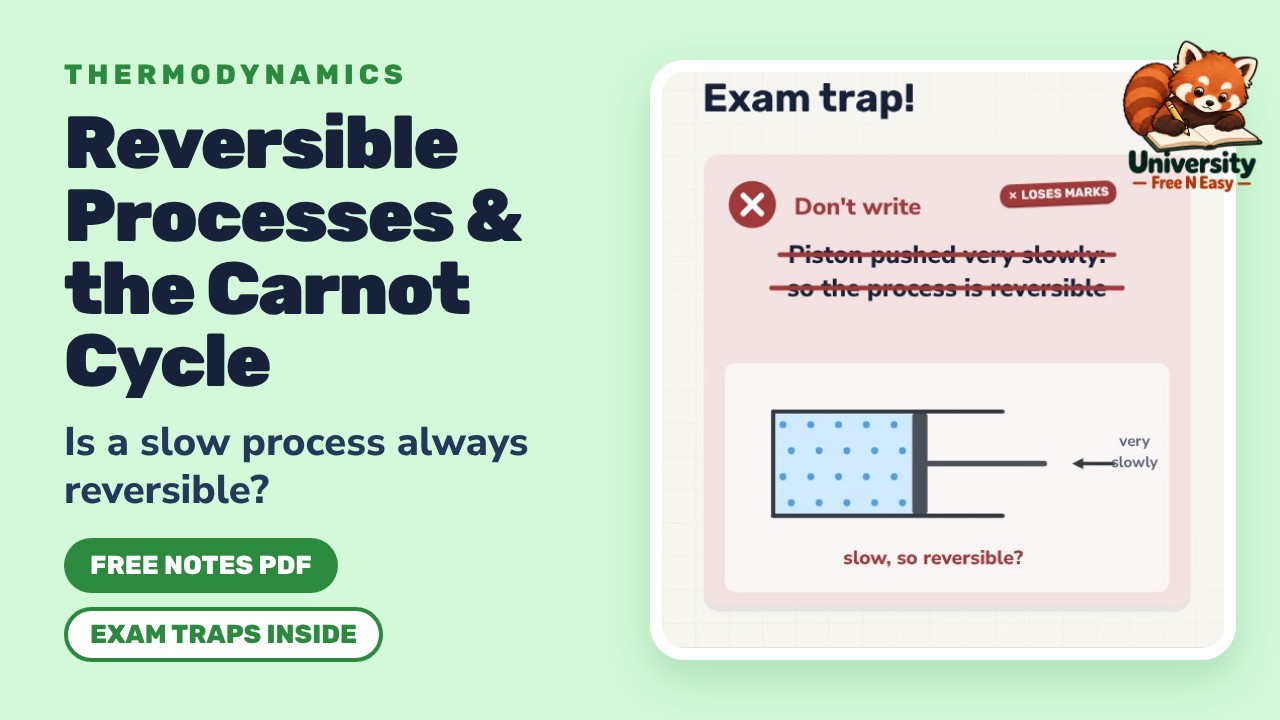 THERMODYNAMICS
Reversible
Processes &
the Carnot
Cycle
Is a slow process always
reversible?
FREE NOTES PDF
EXAM TRAPS INSIDE
Exam trap!
Don't write
× LOSES MARKS
Piston pushed very slowly:
so the process is reversible
very
slowly
slow, so reversible?
University
Free N Easy